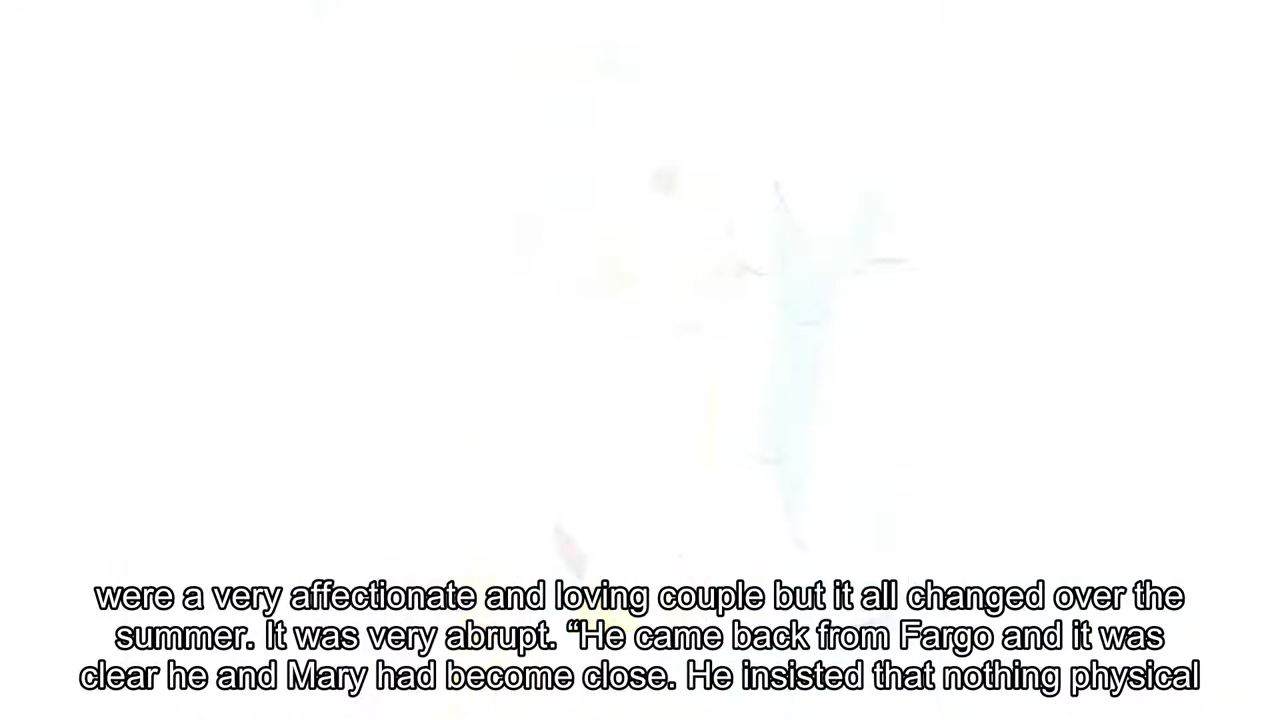 were a very affectionate and loving couple but it all changed over the
summer. It was very abrupt. “He came back from Fargo and it was
clear he and Mary had become close. He insisted that nothing physical